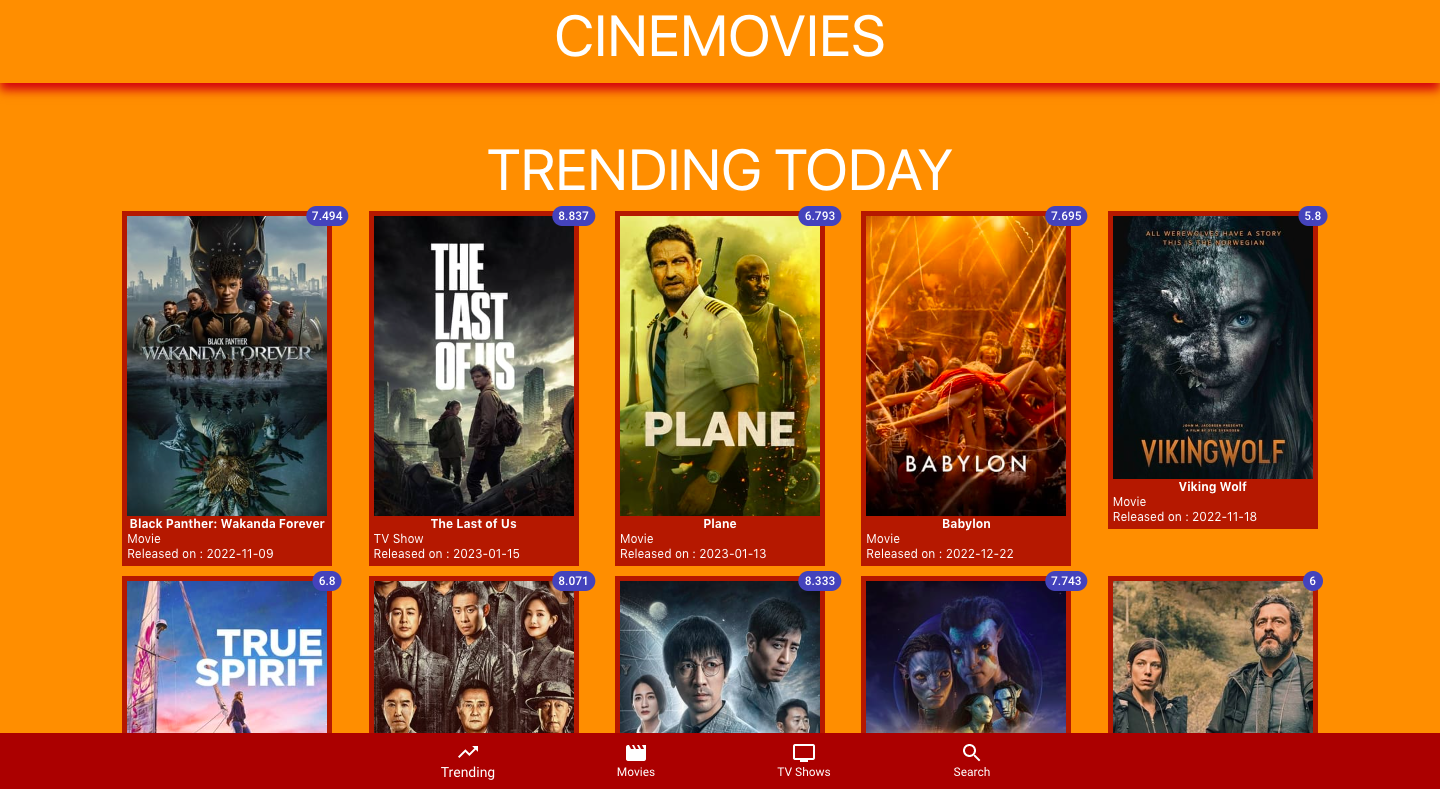 CINEMOVIES
TRENDING TODAY
7.494
8.837
6.793
7.695
5.8
BLACK PANTHER
WAKANDA FOREVER
THE
LAST
OF US
PLANE
BABYLON
ALL WEREWOLVES HAVE A STORY
THIS IS THE NORWEGIAN
VIKINGWOLF
Black Panther: Wakanda Forever
Movie
Released on : 2022-11-09
The Last of Us
TV Show
Released on : 2023-01-15
Plane
Movie
Released on : 2023-01-13
Babylon
Movie
Released on : 2022-12-22
Viking Wolf
Movie
Released on : 2022-11-18
6.8
8.071
8.333
7.743
6
TRUE
SPIRIT
Trending
Movies
TV Shows
Search